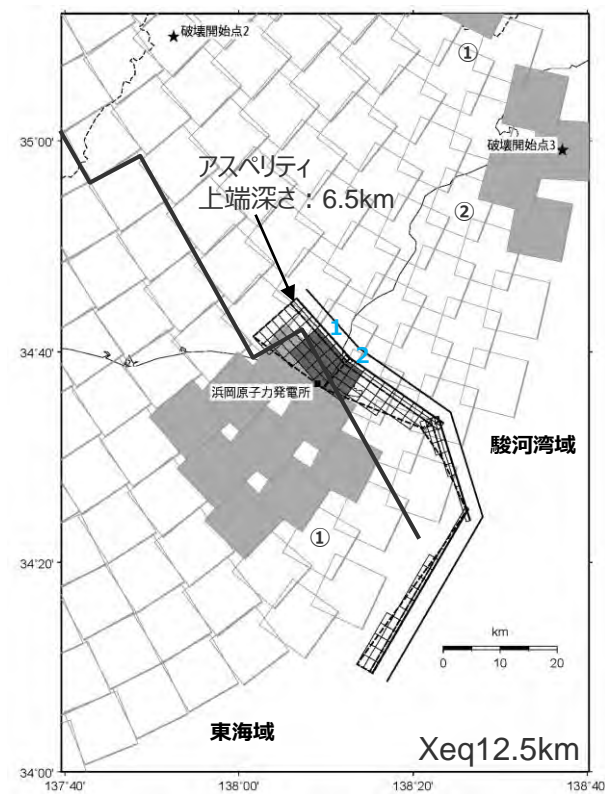 破壊開始点2
①
35°00'
破壊開始点3
アスペリティ
上端深さ：6.5km
②
1
34°40'
2
浜岡原子力発電所
駿河湾域
①
34°20'
km
0 10 20
東海域
Xeq12.5km
34°00'
137°40' 138°00' 138°20' 138°40'